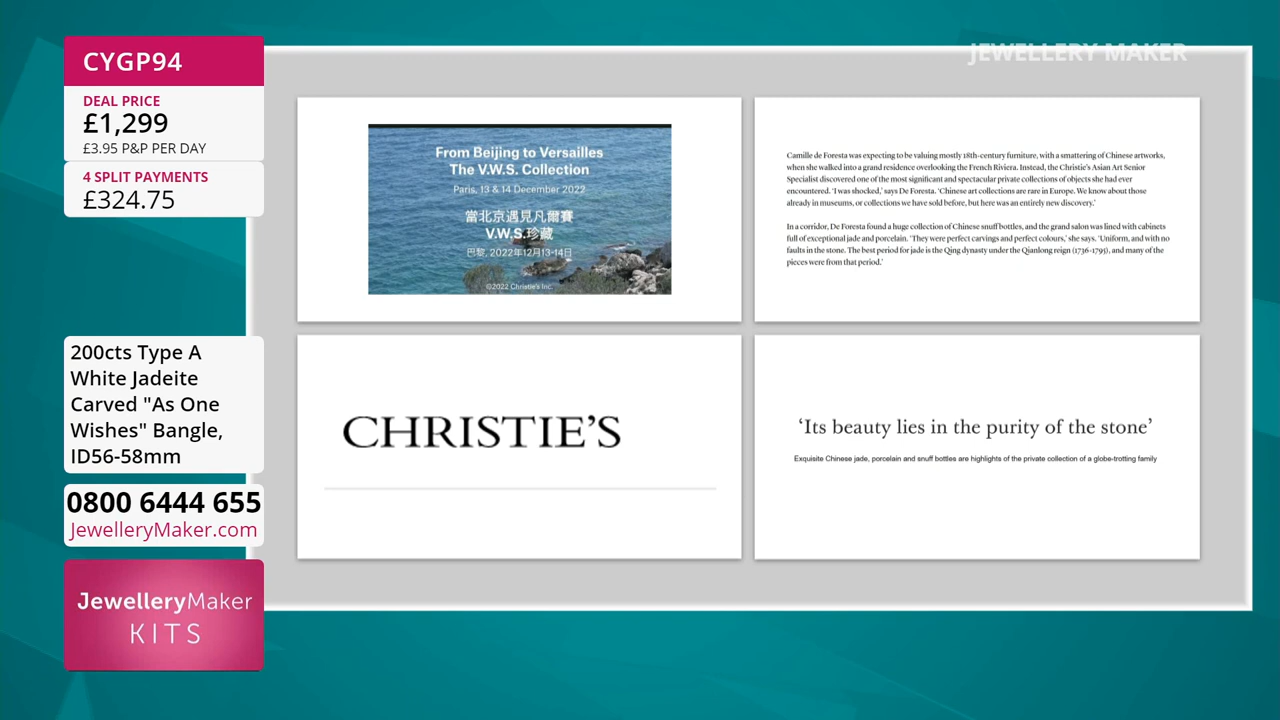 CYGP94
DEAL PRICE
£1,299
£3.95 P&P PER DAY
4 SPLIT PAYMENTS
£324.75
200cts Type A
White Jadeite
Carved "As One
Wishes" Bangle,
ID56-58mm
0800 6444 655
JewelleryMaker.com
JewelleryMaker
KITS
JEWELLERY MAKER
From Beijing to Versailles
The V.W.S. Collection
Paris, 13 & 14 December 2022
當北京遇見凡爾賽
V.W.S.珍藏
巴黎, 2022年12月13-14日
©2022 Christie's Inc.
Camille de Foresta was expecting to be valuing mostly 18th-century furniture, with a smattering of Chinese artworks,
when she walked into a grand residence overlooking the French Riviera. Instead, the Christie's Asian Art Senior
Specialist discovered one of the most significant and spectacular private collections of objects she had ever
encountered. 'I was shocked,' says De Foresta. 'Chinese art collections are rare in Europe. We know about those
already in museums, or collections we have sold before, but here was an entirely new discovery.'
In a corridor, De Foresta found a huge collection of Chinese snuff bottles, and the grand salon was lined with cabinets
full of exceptional jade and porcelain. 'They were perfect carvings and perfect colours,' she says. 'Uniform, and with no
faults in the stone. The best period for jade is the Qing dynasty under the Qianlong reign (1736-1795), and many of the
pieces were from that period.'
CHRISTIE'S
'Its beauty lies in the purity of the stone'
Exquisite Chinese jade, porcelain and snuff bottles are highlights of the private collection of a globe-trotting family